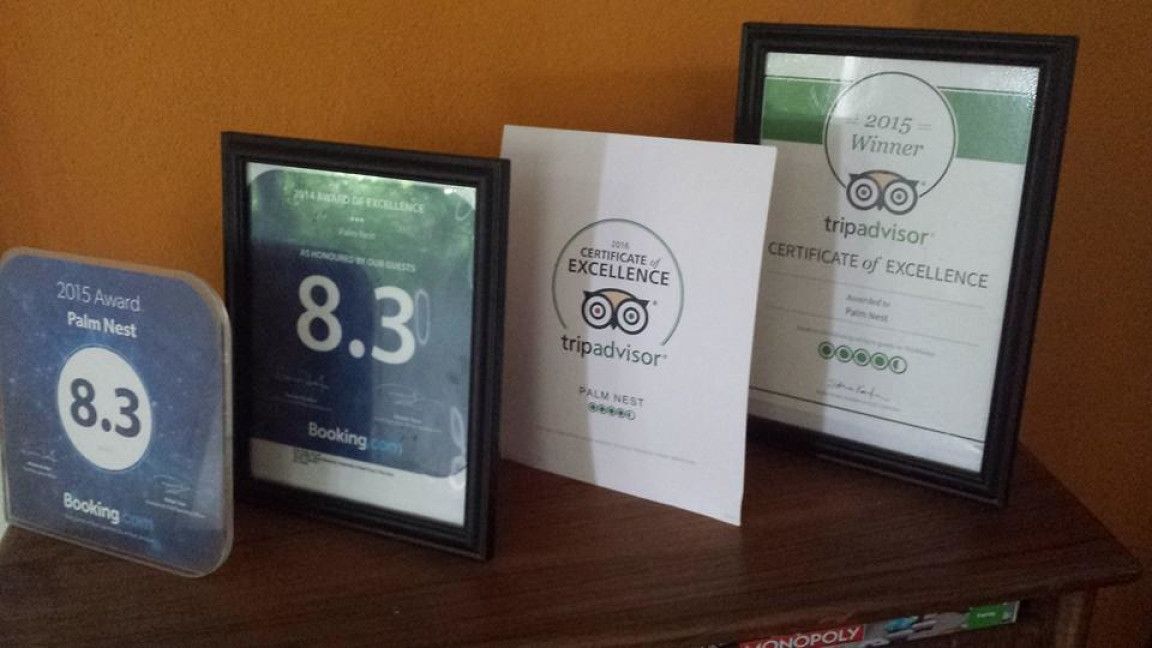 2015 Award
Palm Nest
8.3
Booking.com
2014 AWARD OF EXCELLENCE
Palm Nest
AS HONOURED BY OUR GUESTS
8.3
Booking.com
2016
CERTIFICATE of
EXCELLENCE
tripadvisor®
PALM NEST
= 2015 =
Winner
tripadvisor®
CERTIFICATE of EXCELLENCE
Awarded to
Palm Nest
MONOPOLY